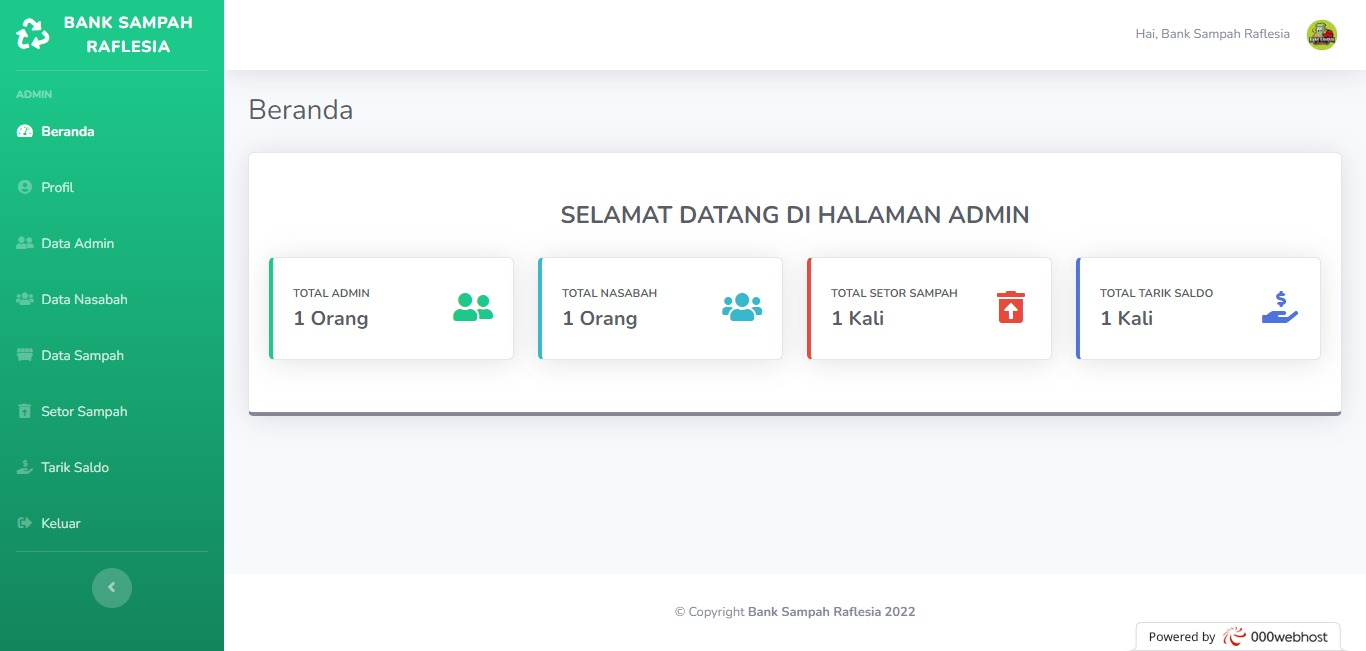 BANK SAMPAH
RAFLESIA
Hai, Bank Sampah Raflesia
ADMIN
Beranda
Profil
Data Admin
Data Nasabah
Data Sampah
Setor Sampah
Tarik Saldo
Keluar
Beranda
SELAMAT DATANG DI HALAMAN ADMIN
TOTAL ADMIN
1 Orang
TOTAL NASABAH
1 Orang
TOTAL SETOR SAMPAH
1 Kali
TOTAL TARIK SALDO
1 Kali
© Copyright Bank Sampah Raflesia 2022
Powered by 000webhost